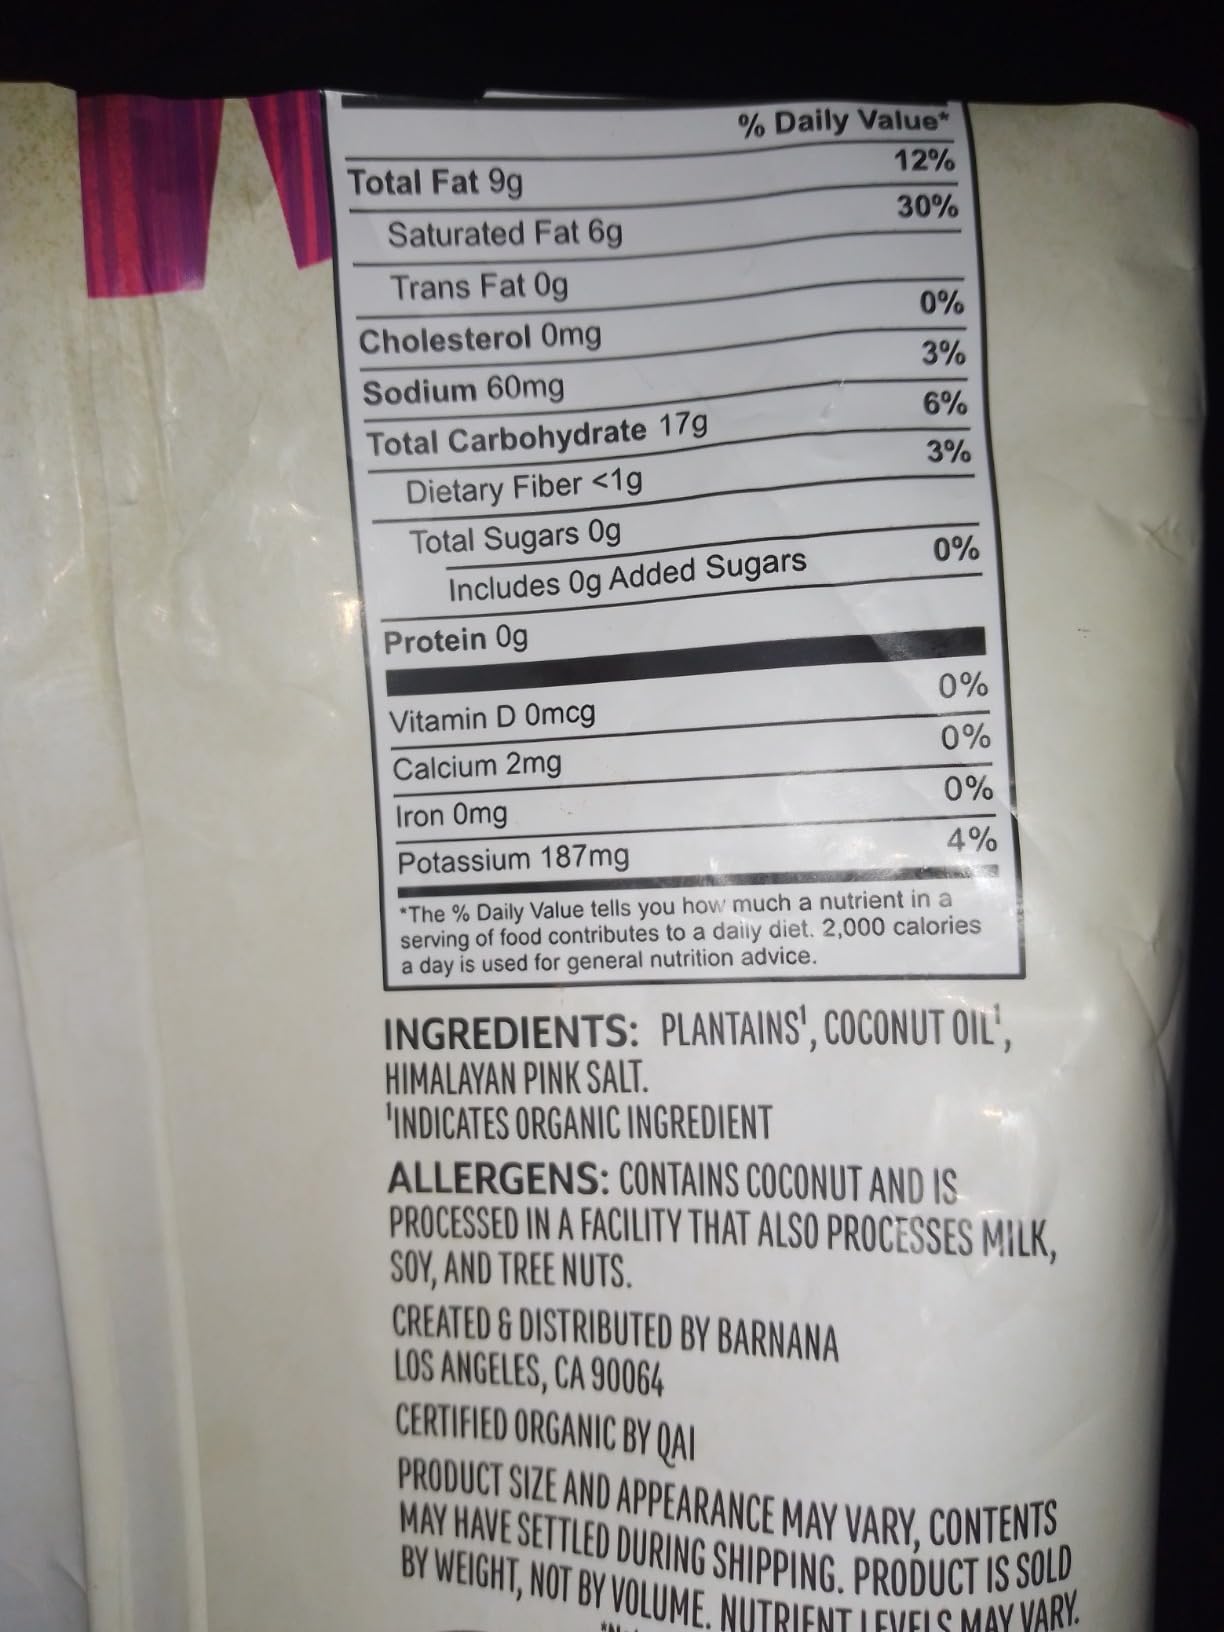 % Daily Value*
Total Fat 9g 12%
Saturated Fat 6g 30%
Trans Fat 0g
Cholesterol 0mg 0%
Sodium 60mg 3%
Total Carbohydrate 17g 6%
Dietary Fiber <1g 3%
Total Sugars 0g
Includes 0g Added Sugars 0%
Protein 0g
Vitamin D 0mcg 0%
Calcium 2mg 0%
Iron 0mg 0%
Potassium 187mg 4%
*The % Daily Value tells you how much a nutrient in a
serving of food contributes to a daily diet. 2,000 calories
a day is used for general nutrition advice.
INGREDIENTS: PLANTAINS¹, COCONUT OIL¹,
HIMALAYAN PINK SALT.
¹INDICATES ORGANIC INGREDIENT
ALLERGENS: CONTAINS COCONUT AND IS
PROCESSED IN A FACILITY THAT ALSO PROCESSES MILK,
SOY, AND TREE NUTS.
CREATED & DISTRIBUTED BY BARNANA
LOS ANGELES, CA 90064
CERTIFIED ORGANIC BY QAI
PRODUCT SIZE AND APPEARANCE MAY VARY, CONTENTS
MAY HAVE SETTLED DURING SHIPPING. PRODUCT IS SOLD
BY WEIGHT, NOT BY VOLUME. NUTRIENT LEVELS MAY VARY.